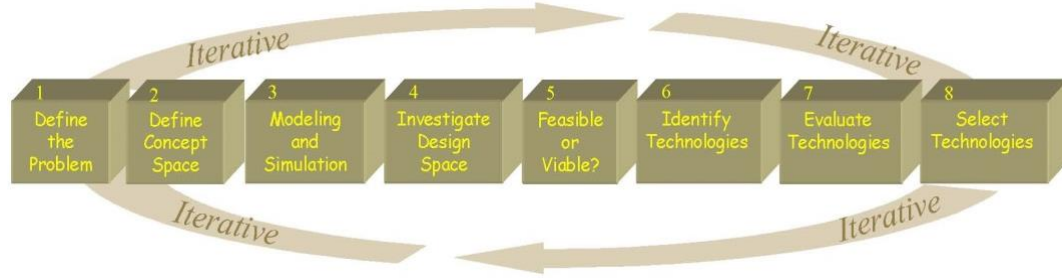 Iterative
Iterative
1
Define
the
Problem
2
Define
Concept
Space
3
Modeling
and
Simulation
4
Investigate
Design
Space
5
Feasible
or
Viable?
6
Identify
Technologies
7
Evaluate
Technologies
8
Select
Technologies
Iterative
Iterative